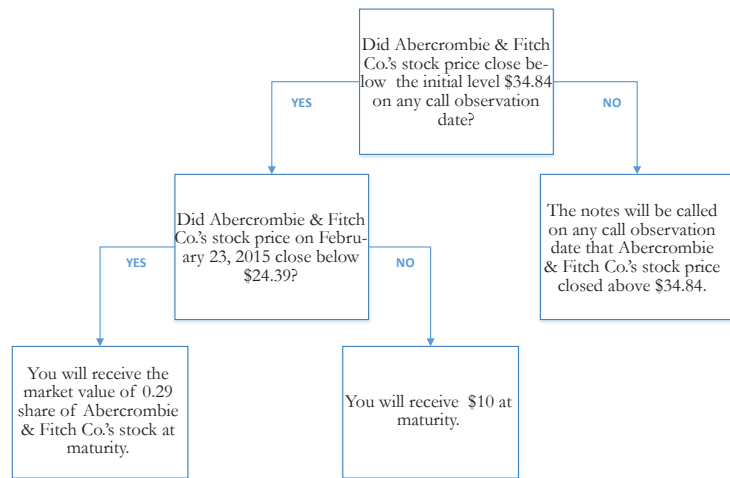 Did Abercrombie & Fitch
Co.'s stock price close be-
low the initial level $34.84
on any call observation
date?
YES
NO
Did Abercrombie & Fitch
Co.'s stock price on Febru-
ary 23, 2015 close below
$24.39?
The notes will be called
on any call observation
date that Abercrombie
& Fitch Co.'s stock price
closed above $34.84.
YES
NO
You will receive the
market value of 0.29
share of Abercrombie
& Fitch Co.'s stock at
maturity.
You will receive $10 at
maturity.